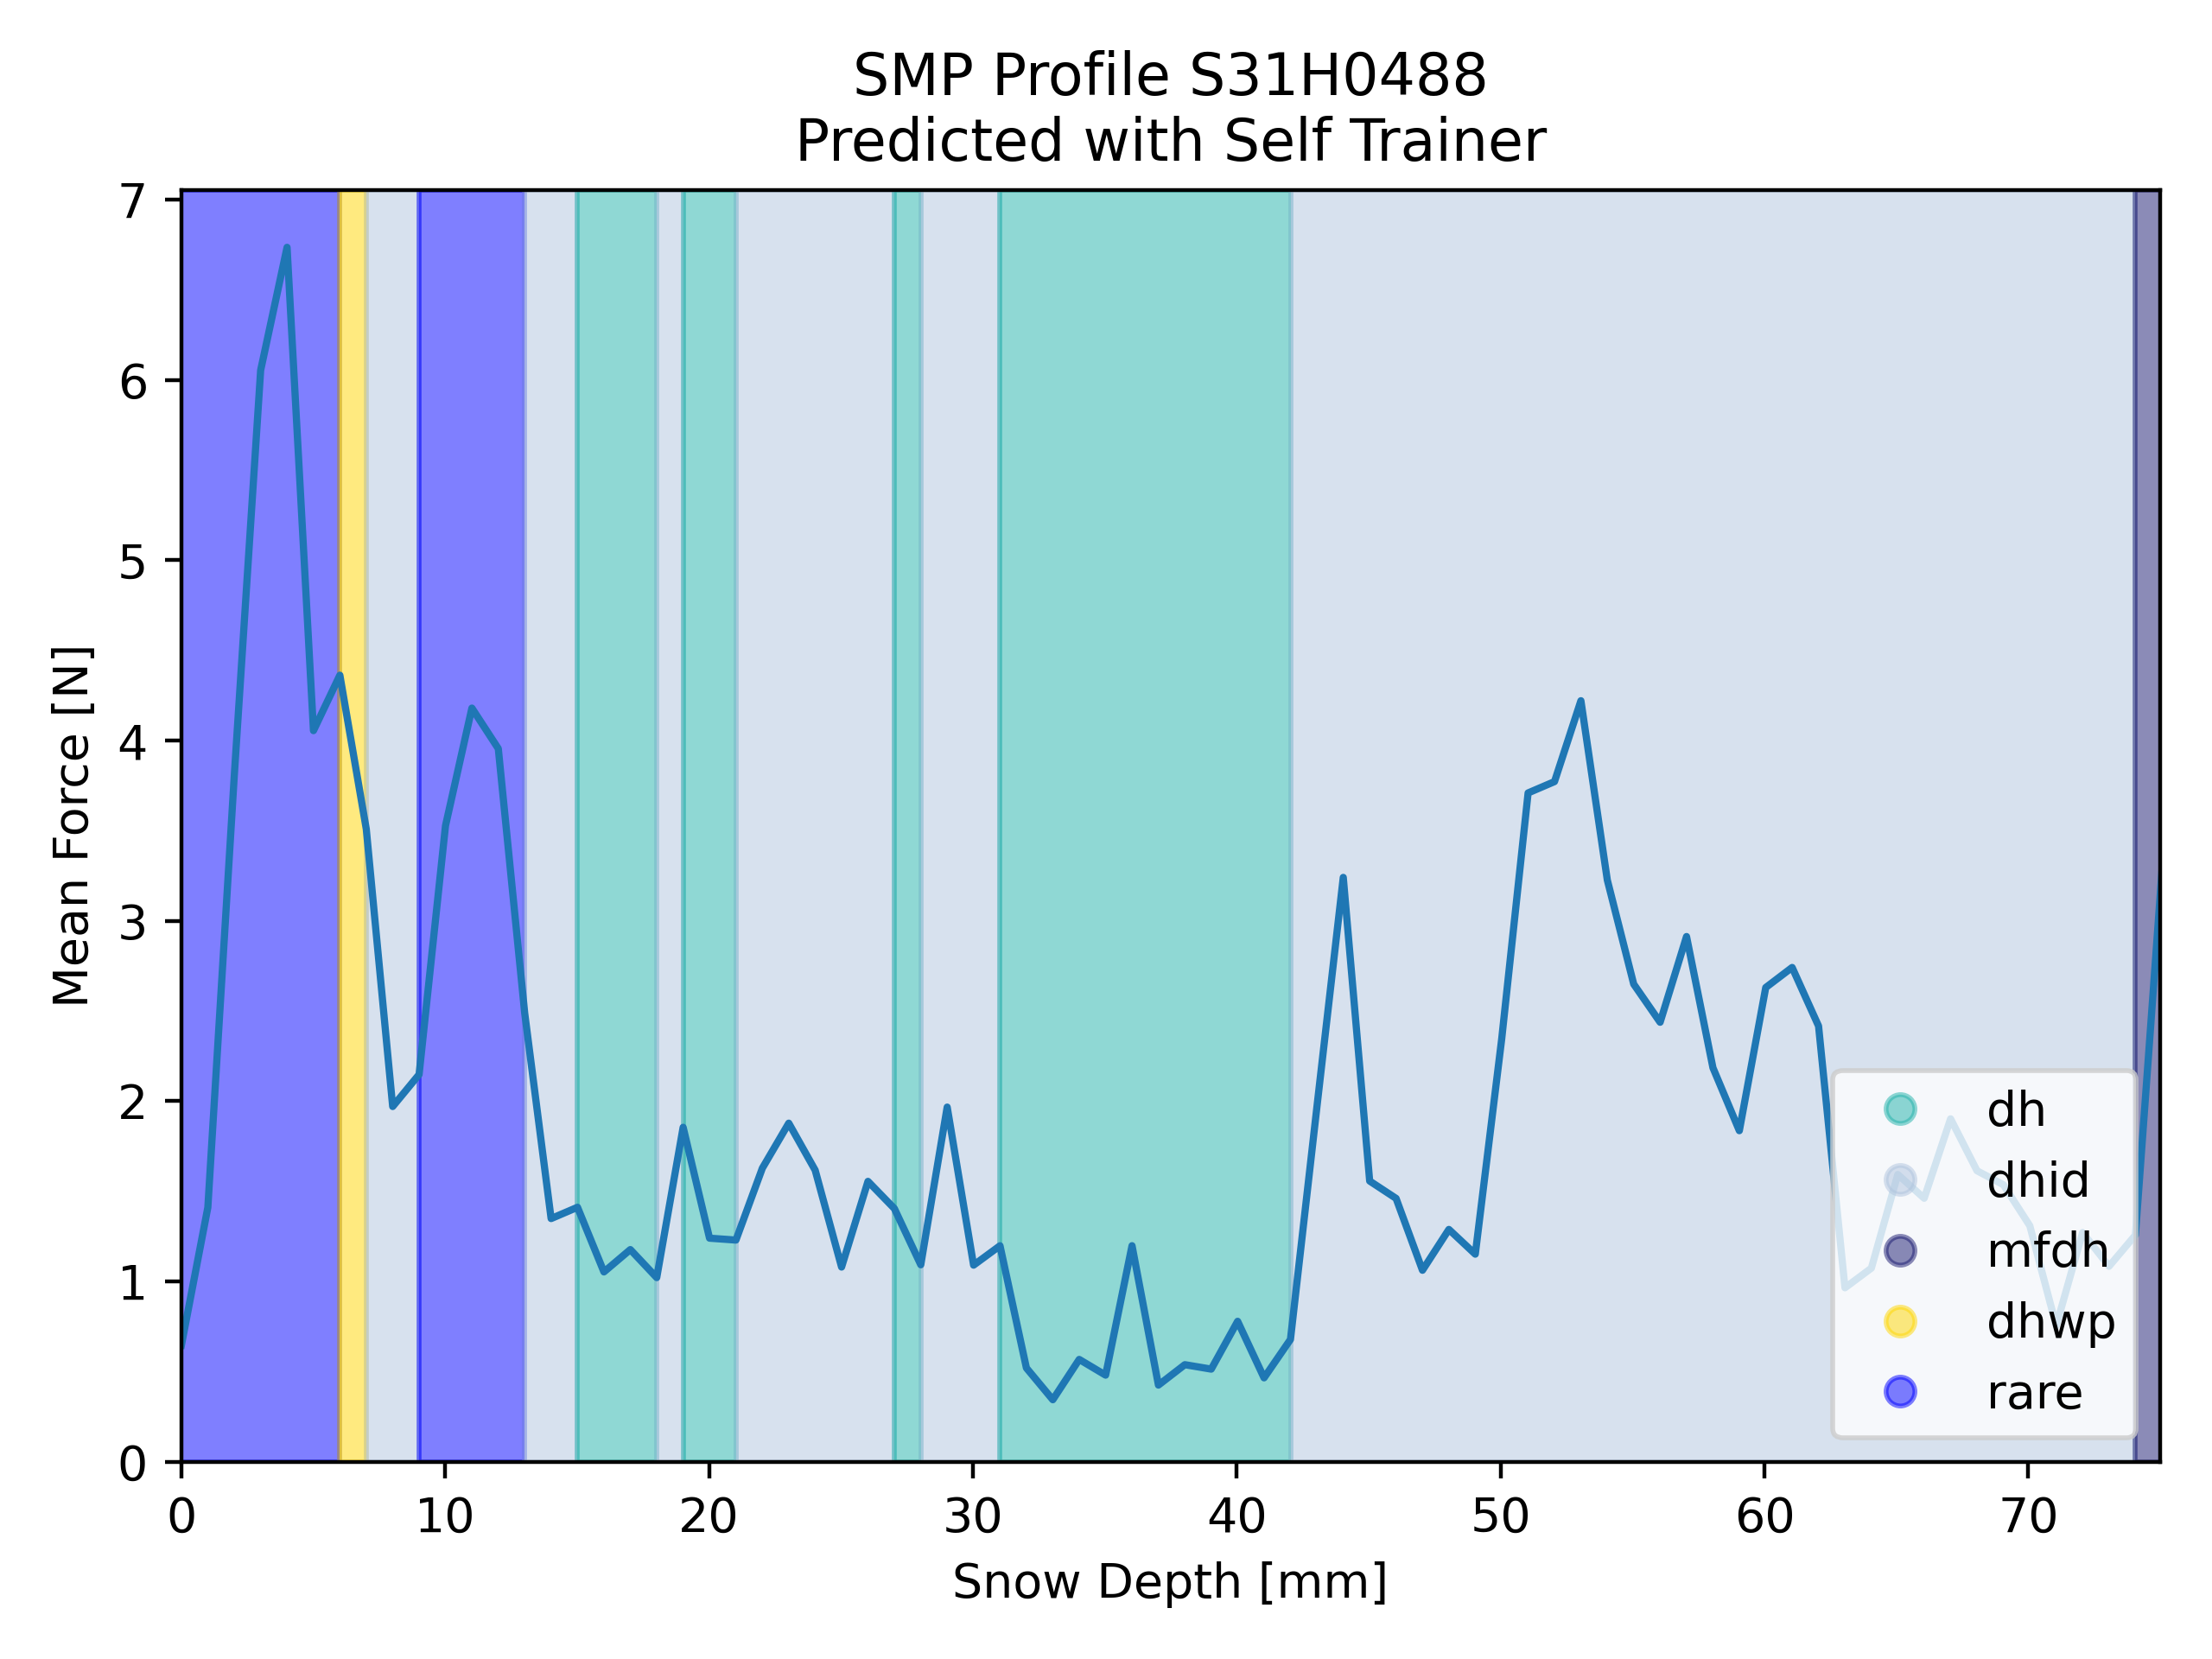 SMP Profile S31H0488
Predicted with Self Trainer
7
6
5
4
3
2
1
0
Mean Force [N]
0 10 20 30 40 50 60 70
Snow Depth [mm]
dh
dhid
mfdh
dhwp
rare